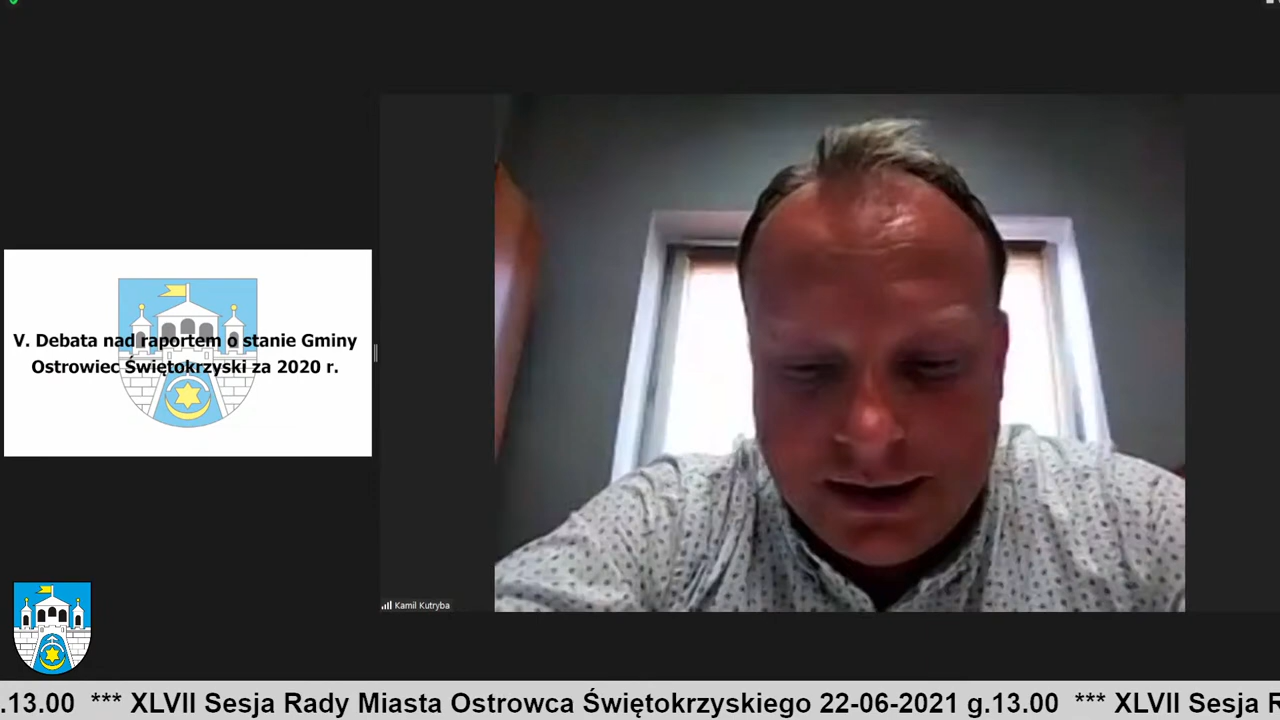 V. Debata nad raportem o stanie Gminy
Ostrowiec Świętokrzyski za 2020 r.
Kamil Kutryba
.13.00 *** XLVII Sesja Rady Miasta Ostrowca Świętokrzyskiego 22-06-2021 g.13.00 *** XLVII Sesja R